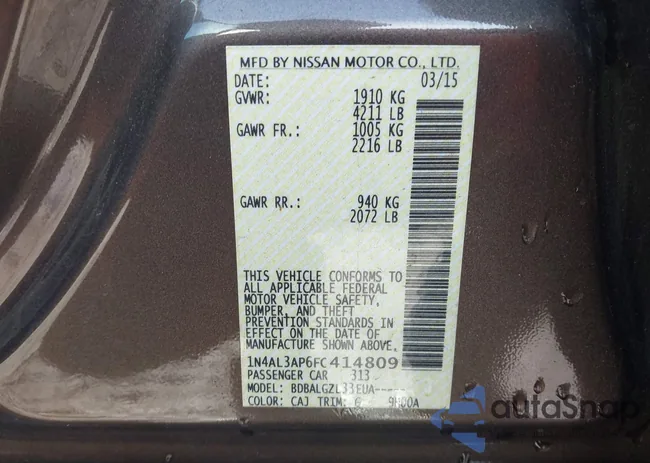 MFD BY NISSAN MOTOR CO., LTD.
DATE: 03/15
GVWR: 1910 KG
4211 LB
GAWR FR.: 1005 KG
2216 LB
GAWR RR.: 940 KG
2072 LB
THIS VEHICLE CONFORMS TO
ALL APPLICABLE FEDERAL
MOTOR VEHICLE SAFETY,
BUMPER, AND THEFT
PREVENTION STANDARDS IN
EFFECT ON THE DATE OF
MANUFACTURE SHOWN ABOVE.
1N4AL3AP6FC414809
PASSENGER CAR 313
MODEL: BDBALGZL33EUA-----
COLOR: CAJ TRIM: G
autoSnap